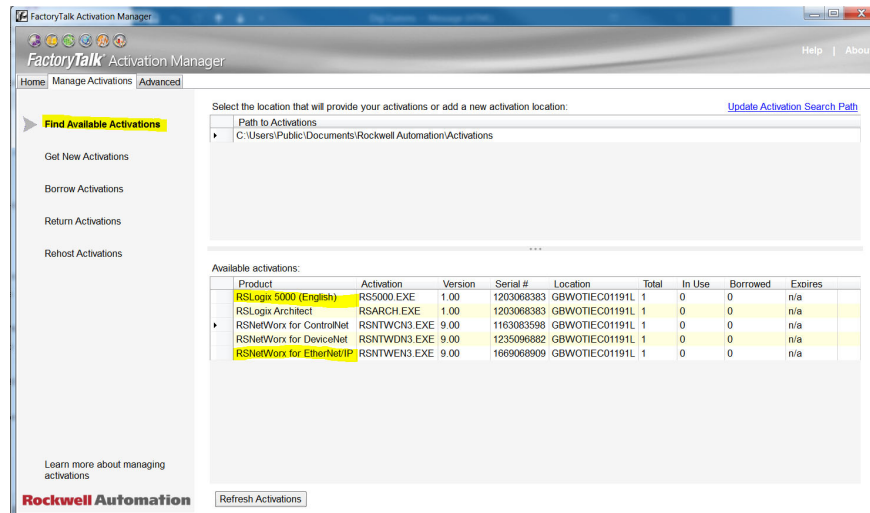 FactoryTalk Activation Manager
FactoryTalk Activation Manager
Help | Abou
Home Manage Activations Advanced
Find Available Activations
Get New Activations
Borrow Activations
Return Activations
Rehost Activations
Learn more about managing
activations
Rockwell Automation
Select the location that will provide your activations or add a new activation location:
Update Activation Search Path
Path to Activations
C:\Users\Public\Documents\Rockwell Automation\Activations
Available activations:
Product Activation Version Serial # Location Total In Use Borrowed Expires
RSLogix 5000 (English) RS5000.EXE 1.00 1203068383 GBWOTIEC01191L 1 0 0 n/a
RSLogix Architect RSARCH.EXE 1.00 1203068383 GBWOTIEC01191L 1 0 0 n/a
RSNetWorx for ControlNet RSNTWCN3.EXE 9.00 1163083598 GBWOTIEC01191L 1 0 0 n/a
RSNetWorx for DeviceNet RSNTWDN3.EXE 9.00 1235096882 GBWOTIEC01191L 1 0 0 n/a
RSNetWorx for EtherNet/IP RSNTWEN3.EXE 9.00 1669068909 GBWOTIEC01191L 1 0 0 n/a
Refresh Activations